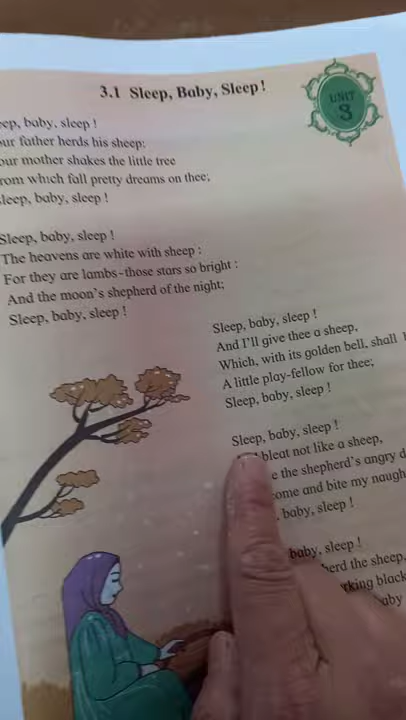 3.1 Sleep, Baby, Sleep!
UNIT
3
eep, baby, sleep!
our father herds his sheep;
our mother shakes the little tree
rom which fall pretty dreams on thee;
leep, baby, sleep!
Sleep, baby, sleep!
The heavens are white with sheep:
For they are lambs-those stars so bright:
And the moon's shepherd of the night;
Sleep, baby, sleep!
Sleep, baby, sleep!
And I'll give thee a sheep,
Which, with its golden bell, shall
A little play-fellow for thee;
Sleep, baby, sleep!
Sleep, baby, sleep!
bleat not like a sheep,
e the shepherd's angry d
come and bite my naugh
, baby, sleep!
baby, sleep!
herd the sheep,
rking black
baby